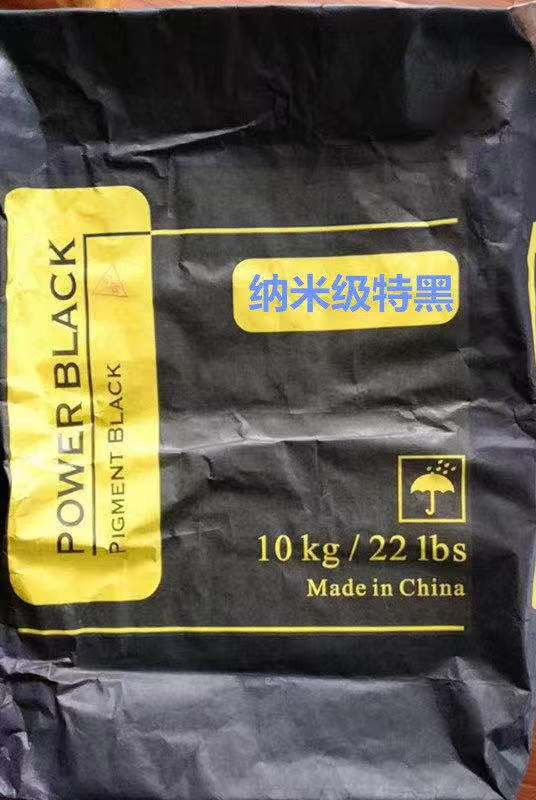 POWER BLACK
PIGMENT BLACK
纳米级特黑
10 kg / 22 lbs
Made in China